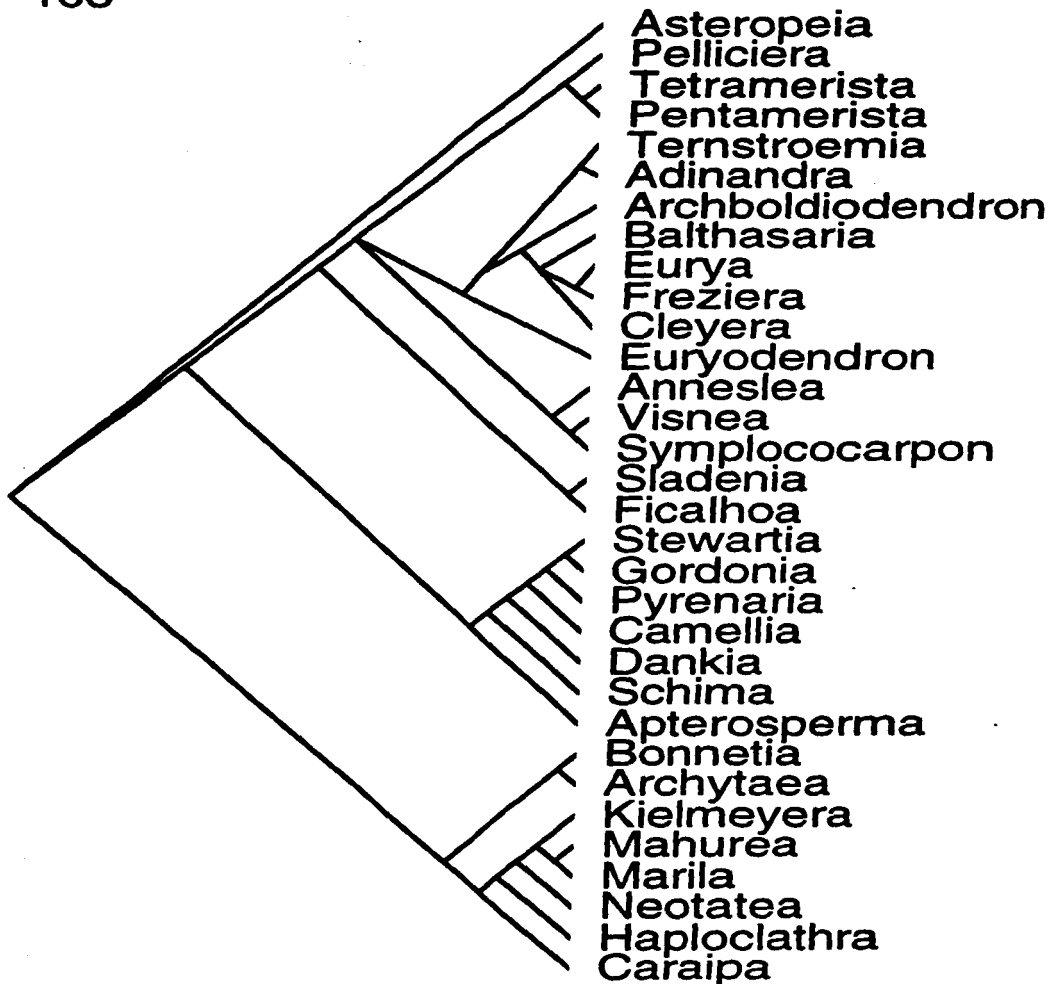 Asteropeia
Pelliciera
Tetramerista
Pentamerista
Ternstroemia
Adinandra
Archboldiodendron
Balthasaria
Eurya
Freziera
Cleyera
Euryodendron
Anneslea
Visnea
Symplococarpon
Sladenia
Ficalhoa
Stewartia
Gordonia
Pyrenaria
Camellia
Dankia
Schima
Apterosperma
Bonnetia
Archytaea
Kielmeyera
Mahurea
Marila
Neotatea
Haploclathra
Caraipa